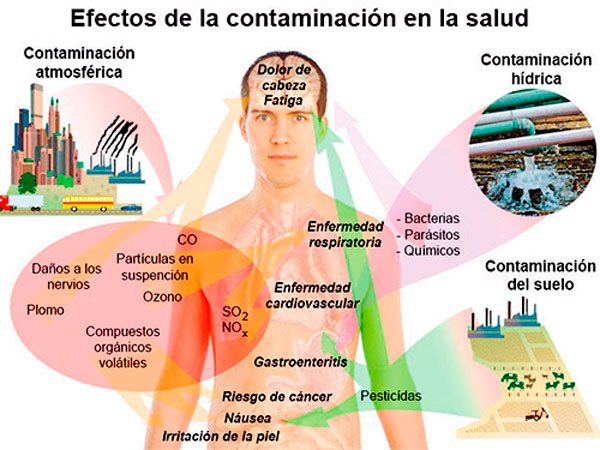 Efectos de la contaminación en la salud
Contaminación
atmosférica
Contaminación
hídrica
Dolor de
cabeza
Fatiga
Enfermedad
respiratoria
- Bacterias
- Parásitos
- Químicos
CO
Daños a los
nervios
Partículas en
suspención
Plomo
Ozono
SO₂
NOₓ
Compuestos
orgánicos
volátiles
Enfermedad
cardiovascular
Contaminación
del suelo
Gastroenteritis
Riesgo de cáncer
Pesticidas
Náusea
Irritación de la piel